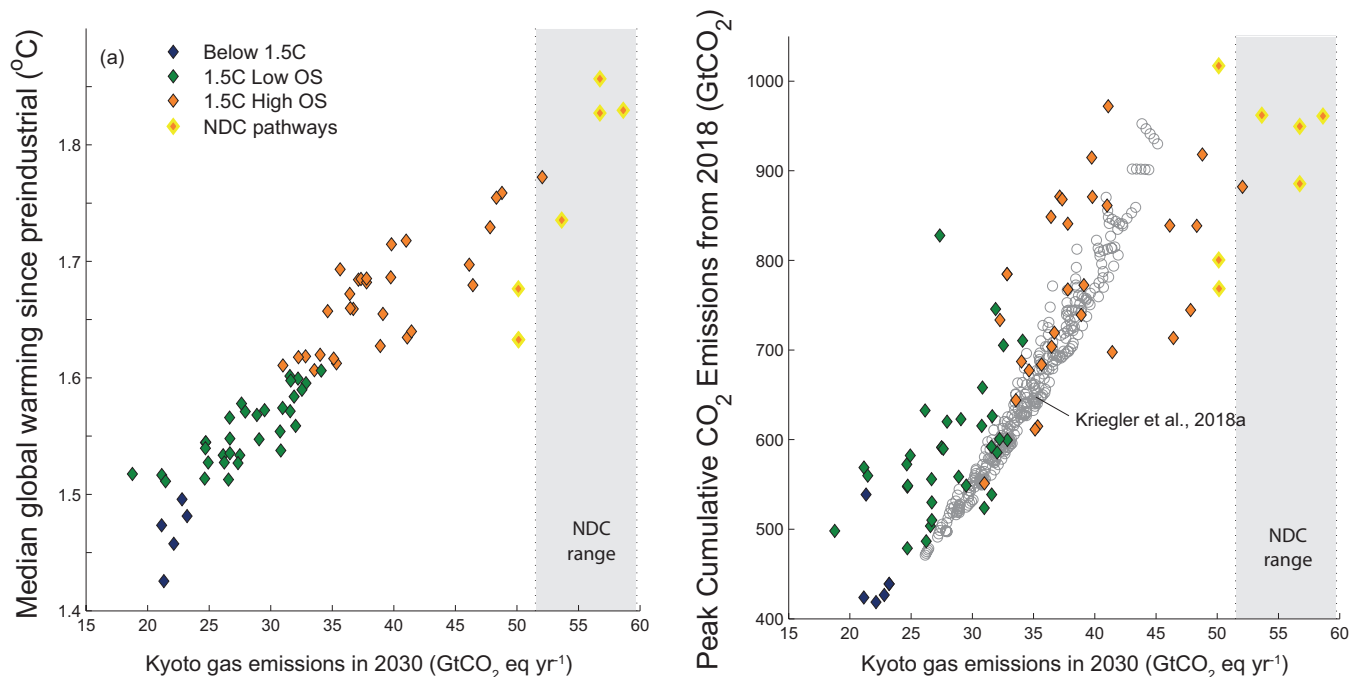 Median global warming since preindustrial (°C)
(a)
Below 1.5C
1.5C Low OS
1.5C High OS
NDC pathways
1.8
1.7
1.6
1.5
1.4
NDC
range
15 20 25 30 35 40 45 50 55 60
Kyoto gas emissions in 2030 (GtCO₂ eq yr⁻¹)
Peak Cumulative CO₂ Emissions from 2018 (GtCO₂)
1000
900
800
700
600
500
400
Kriegler et al., 2018a
NDC
range
15 20 25 30 35 40 45 50 55 60
Kyoto gas emissions in 2030 (GtCO₂ eq yr⁻¹)